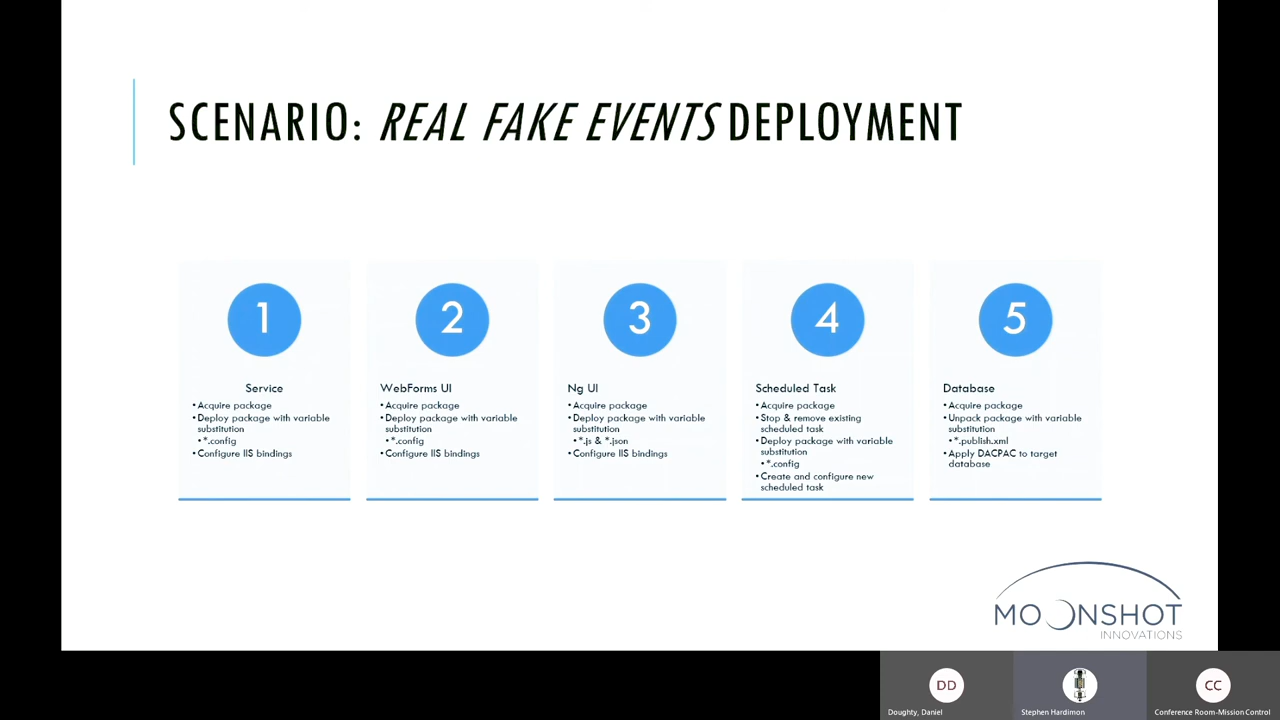 SCENARIO: REAL FAKE EVENTS DEPLOYMENT
1
Service
•Acquire package
•Deploy package with variable
substitution
•*.config
•Configure IIS bindings
2
WebForms UI
•Acquire package
•Deploy package with variable
substitution
•*.config
•Configure IIS bindings
3
Ng UI
•Acquire package
•Deploy package with variable
substitution
•*.js & *.json
•Configure IIS bindings
4
Scheduled Task
•Acquire package
•Stop & remove existing
scheduled task
•Deploy package with variable
substitution
•*.config
•Create and configure new
scheduled task
5
Database
•Acquire package
•Unpack package with variable
substitution
•*.publish.xml
•Apply DACPAC to target
database
MOONSHOT
INNOVATIONS
DD
Doughty, Daniel
Stephen Hardimon
CC
Conference Room-Mission Control